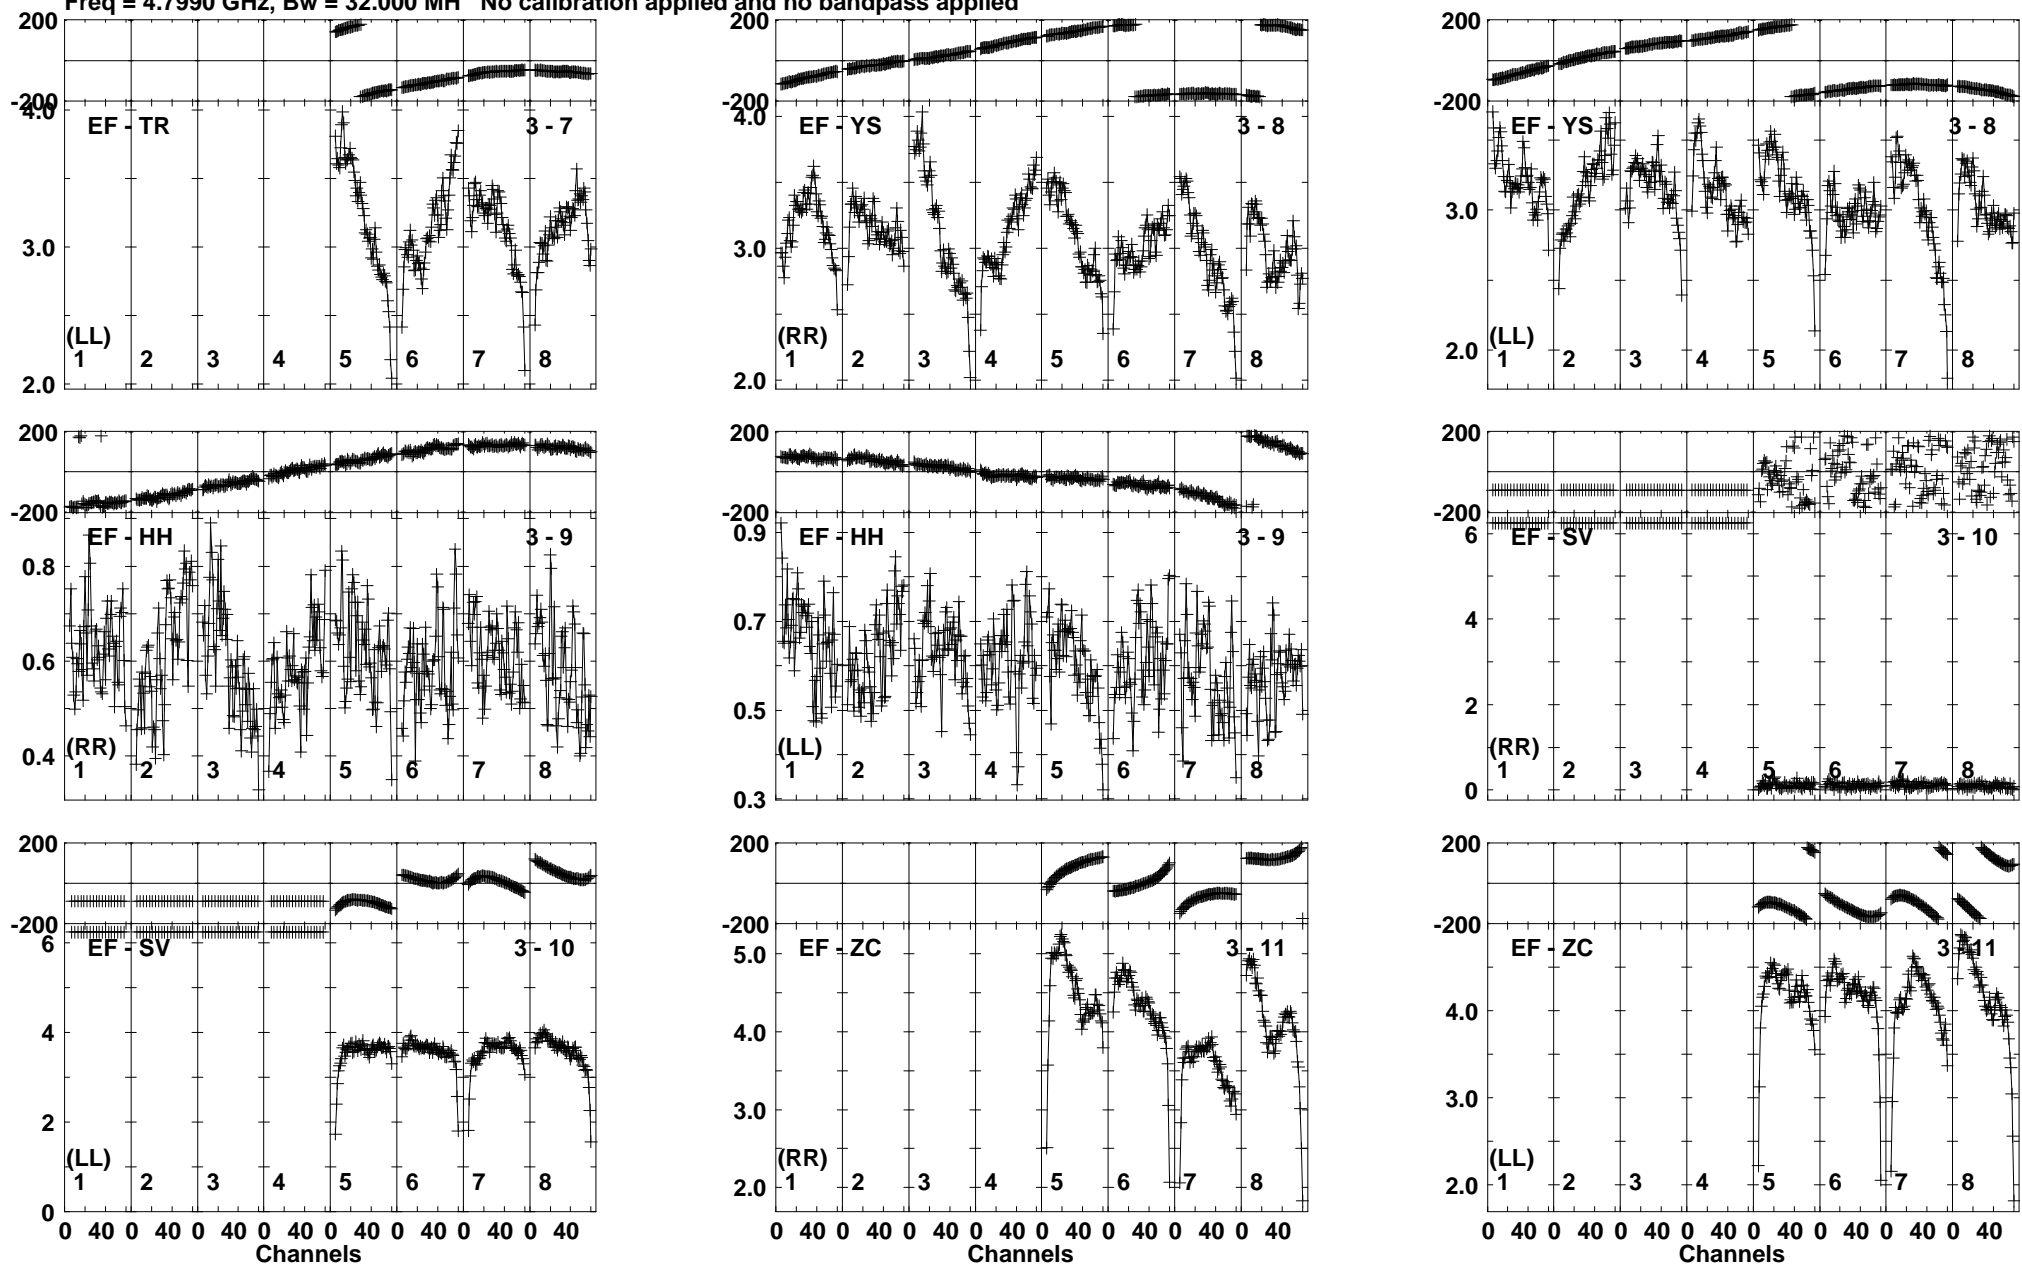 Freq = 4.7990 GHz, Bw = 32.000 MH No calibration applied and no bandpass applied
200
-200
4.0
3.0
2.0
EF - TR
3 - 7
(LL)
1 2 3 4 5 6 7 8
200
-200
4.0
3.0
2.0
EF - YS
3 - 8
(RR)
1 2 3 4 5 6 7 8
200
-200
3.0
2.0
EF - YS
3 - 8
(LL)
1 2 3 4 5 6 7 8
200
-200
0.8
0.6
0.4
EF - HH
3 - 9
(RR)
1 2 3 4 5 6 7 8
200
-200
0.9
0.7
0.5
0.3
EF - HH
3 - 9
(LL)
1 2 3 4 5 6 7 8
200
-200
6
4
2
0
EF - SV
3 - 10
(RR)
1 2 3 4 5 6 7 8
200
-200
6
4
2
0
EF - SV
3 - 10
(LL)
1 2 3 4 5 6 7 8
0 40 0 40 0 40 0 40 0 40 0 40 0 40 0 40
Channels
200
-200
5.0
4.0
3.0
2.0
EF - ZC
3 - 11
(RR)
1 2 3 4 5 6 7 8
0 40 0 40 0 40 0 40 0 40 0 40 0 40 0 40
Channels
200
-200
4.0
3.0
2.0
EF - ZC
3 - 11
(LL)
1 2 3 4 5 6 7 8
0 40 0 40 0 40 0 40 0 40 0 40 0 40 0 40
Channels